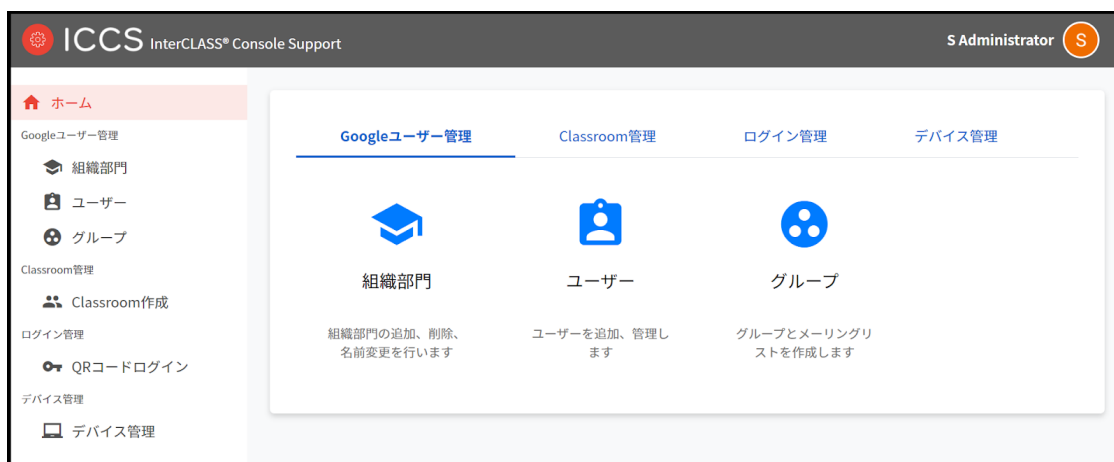 ICCS InterCLASS® Console Support
S Administrator S
ホーム
Googleユーザー管理
組織部門
ユーザー
グループ
Classroom管理
Classroom作成
ログイン管理
QRコードログイン
デバイス管理
デバイス管理
Googleユーザー管理 Classroom管理 ログイン管理 デバイス管理
組織部門
組織部門の追加、削除、
名前変更を行います
ユーザー
ユーザーを追加、管理し
ます
グループ
グループとメーリングリ
ストを作成します